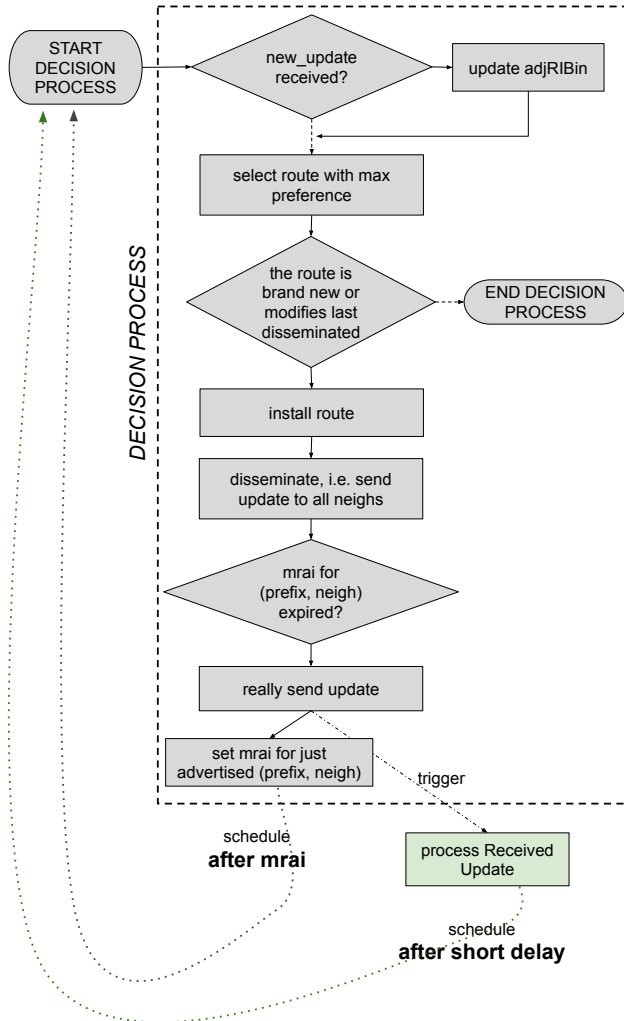 START
DECISION
PROCESS
new_update
received?
update adjRIBin
select route with max
preference
DECISION PROCESS
the route is
brand new or
modifies last
disseminated
END DECISION
PROCESS
install route
disseminate, i.e. send
update to all neighs
mrai for
(prefix, neigh)
expired?
really send update
set mrai for just
advertised (prefix, neigh)
trigger
schedule
after mrai
process Received
Update
schedule
after short delay